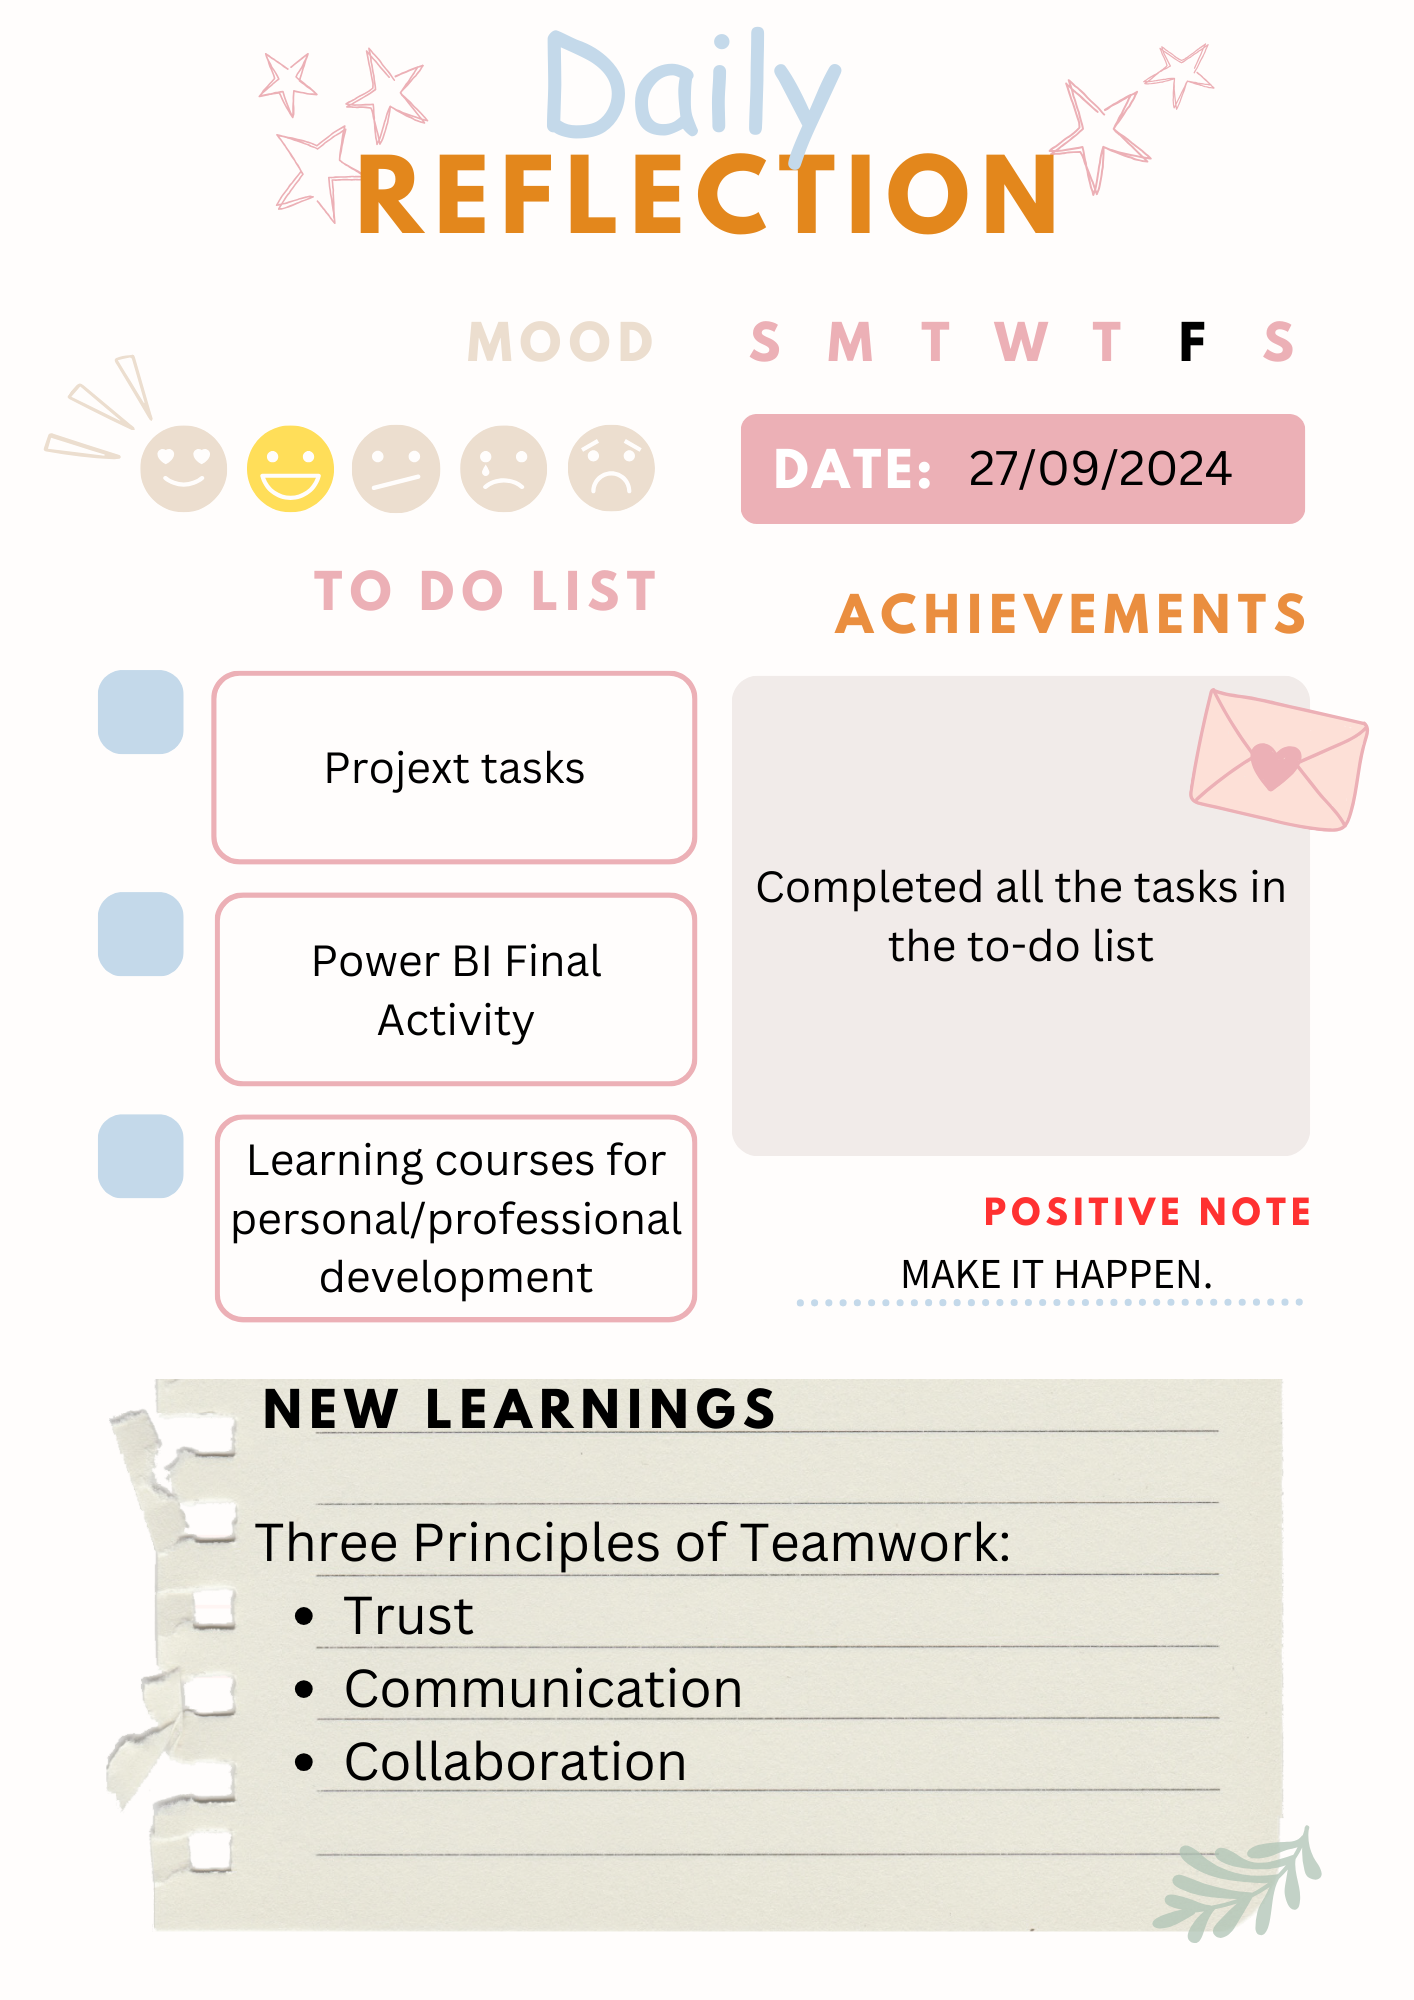 Daily
REFLECTION
MOOD
S M T W T F S
DATE: 27/09/2024
TO DO LIST
Projext tasks
Power BI Final
Activity
Learning courses for
personal/professional
development
ACHIEVEMENTS
Completed all the tasks in
the to-do list
POSITIVE NOTE
MAKE IT HAPPEN.
NEW LEARNINGS
Three Principles of Teamwork:
• Trust
• Communication
• Collaboration